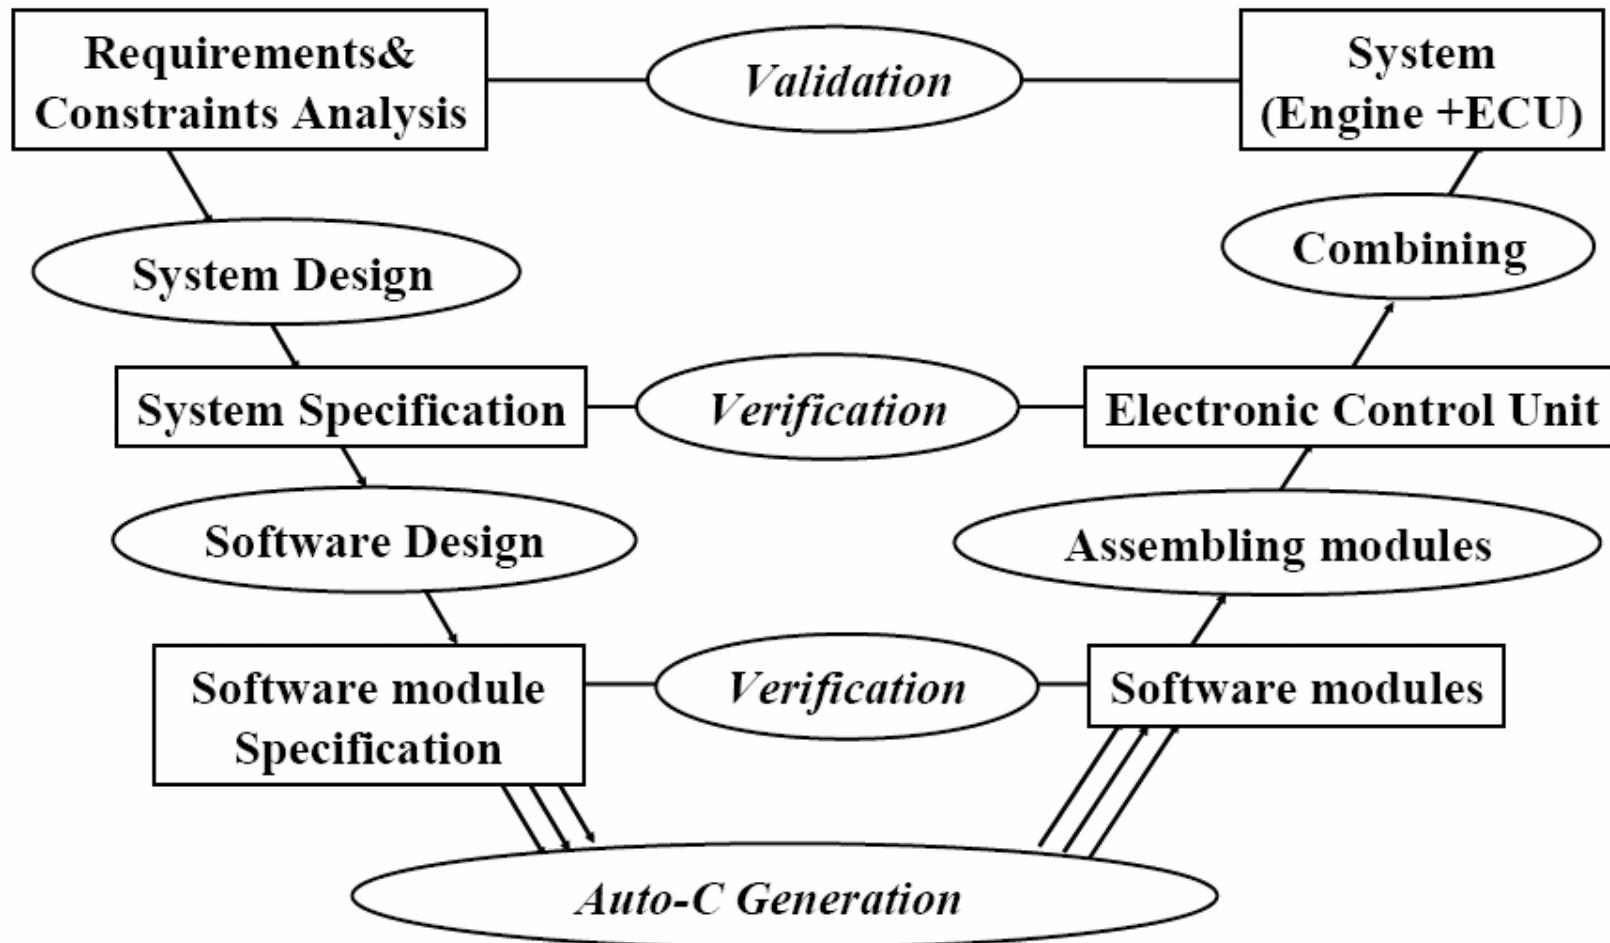 Requirements&
Constraints Analysis
Validation
System
(Engine +ECU)
System Design
Combining
System Specification
Verification
Electronic Control Unit
Software Design
Assembling modules
Software module
Specification
Verification
Software modules
Auto-C Generation